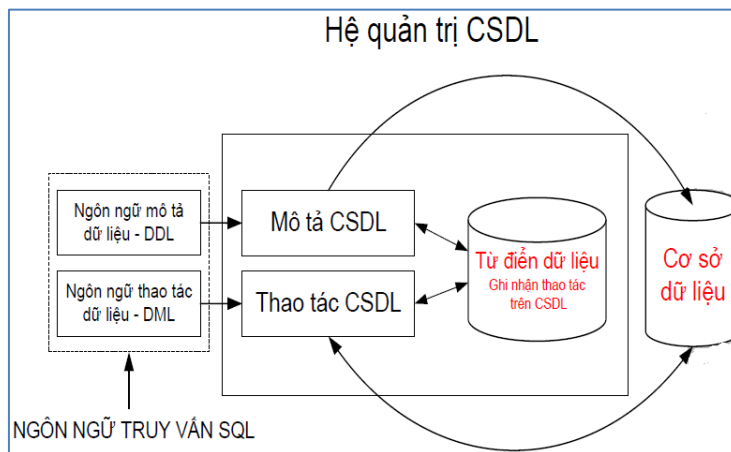 Hệ quản trị CSDL
Ngôn ngữ mô tả
dữ liệu - DDL
Mô tả CSDL
Từ điển dữ liệu
Ghi nhận thao tác
trên CSDL
Cơ sở
dữ liệu
Ngôn ngữ thao tác
dữ liệu - DML
Thao tác CSDL
NGÔN NGỮ TRUY VẤN SQL